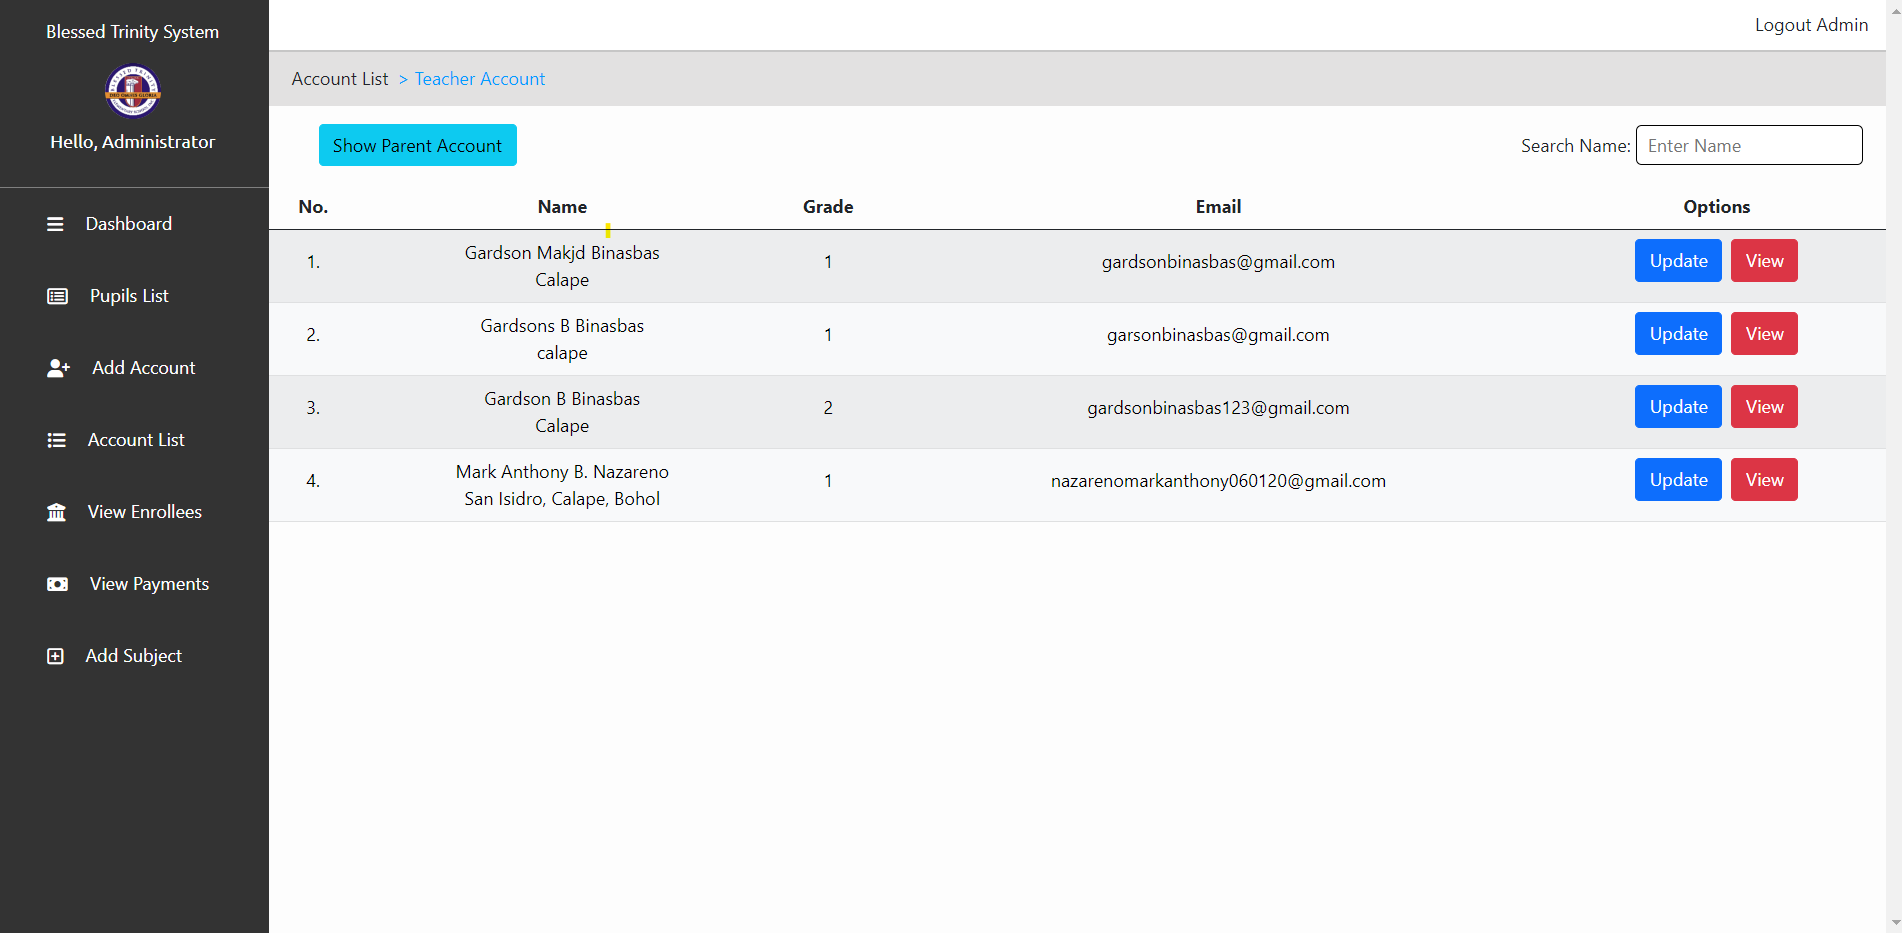 Blessed Trinity System
Hello, Administrator
Dashboard
Pupils List
Add Account
Account List
View Enrollees
View Payments
Add Subject
Logout Admin
Account List > Teacher Account
Show Parent Account
Search Name: Enter Name
No. Name Grade Email Options
1. Gardson Makjd Binasbas
Calape 1 gardsonbinasbas@gmail.com Update View
2. Gardsons B Binasbas
calape 1 garsonbinasbas@gmail.com Update View
3. Gardson B Binasbas
Calape 2 gardsonbinasbas123@gmail.com Update View
4. Mark Anthony B. Nazareno
San Isidro, Calape, Bohol 1 nazarenomarkanthony060120@gmail.com Update View